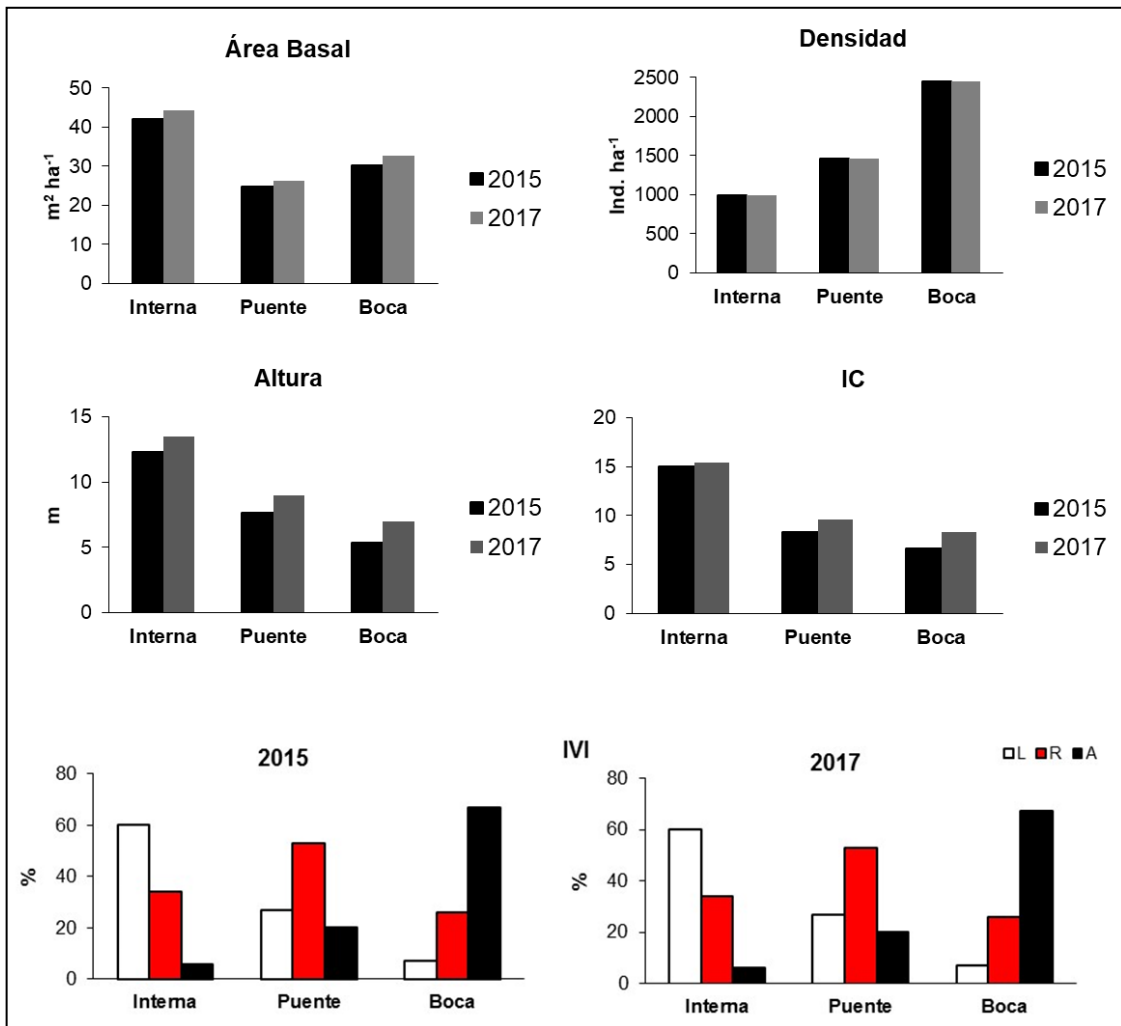 Área Basal
50
40
30
20
10
0
m² ha⁻¹
Interna Puente Boca
2015
2017
Densidad
2500
2000
1500
1000
500
0
Ind. ha⁻¹
Interna Puente Boca
2015
2017
Altura
15
10
5
0
m
Interna Puente Boca
2015
2017
IC
20
15
10
5
0
Interna Puente Boca
2015
2017
IVI
2015
80
60
40
20
0
%
Interna Puente Boca
2017
L R A
80
60
40
20
0
%
Interna Puente Boca